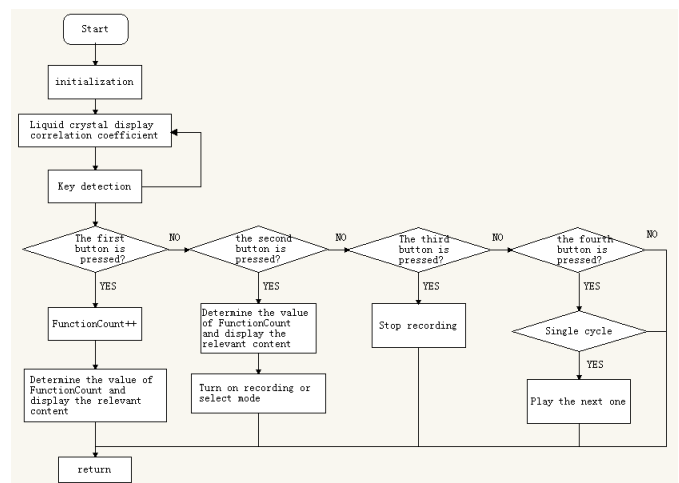 Start
initialization
Liquid crystal display
correlation coefficient
Key detection
The first
button is
pressed?
NO
the second
button is
pressed?
NO
The third
button is
pressed?
NO
the fourth
button is
pressed?
NO
YES
YES
YES
YES
FunctionCount++
Determine the value
of FunctionCount
and display the
relevant content
Stop recording
Single cycle
YES
Determine the value of
FunctionCount and
display the relevant
content
Turn on recording or
select mode
Play the next one
return